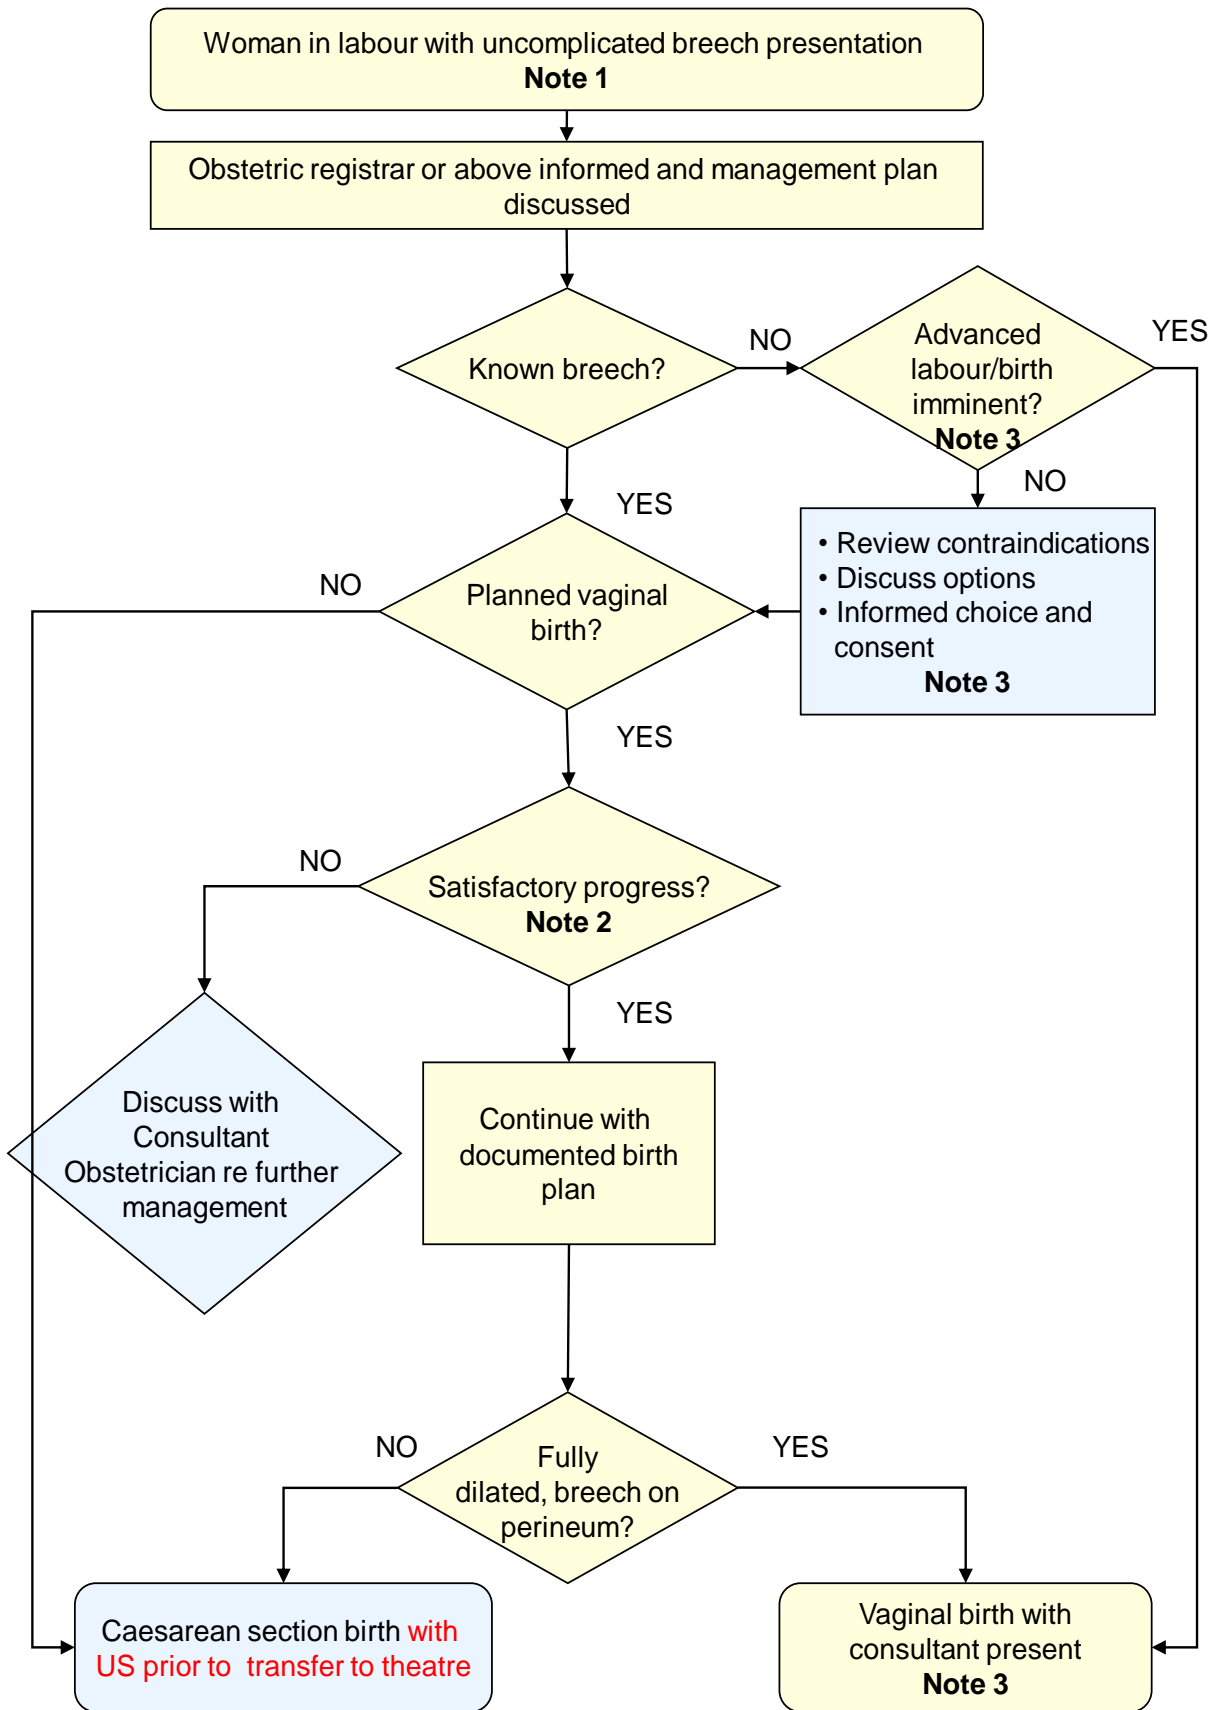 Woman in labour with uncomplicated breech presentation
Note 1
Obstetric registrar or above informed and management plan
discussed
Known breech?
NO
Advanced
labour/birth
imminent?
Note 3
YES
NO
YES
• Review contraindications
• Discuss options
• Informed choice and
consent
Note 3
NO
Planned vaginal
birth?
YES
NO
Satisfactory progress?
Note 2
YES
Discuss with
Consultant
Obstetrician re further
management
Continue with
documented birth
plan
NO
Fully
dilated, breech on
perineum?
YES
Caesarean section birth with
US prior to transfer to theatre
Vaginal birth with
consultant present
Note 3